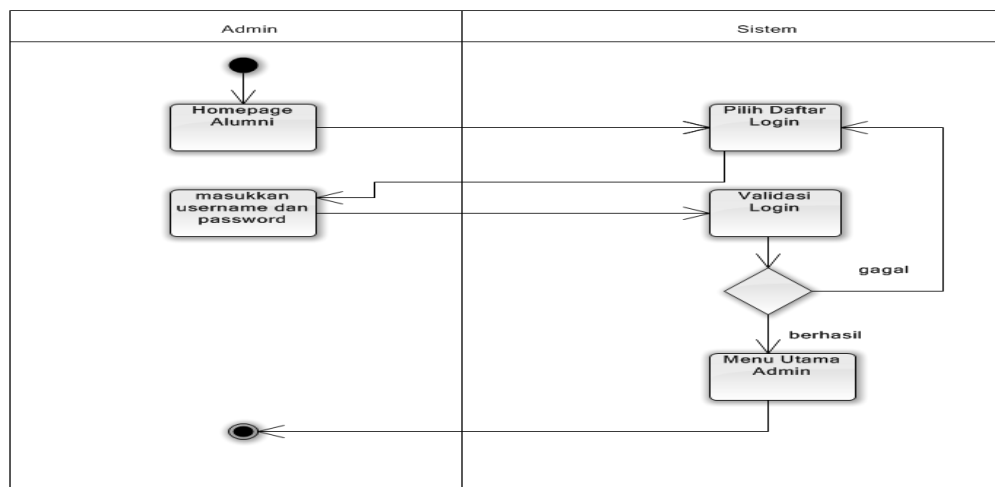 Admin
Sistem
Homepage
Alumni
Pilih Daftar
Login
masukkan
username dan
password
Validasi
Login
gagal
berhasil
Menu Utama
Admin